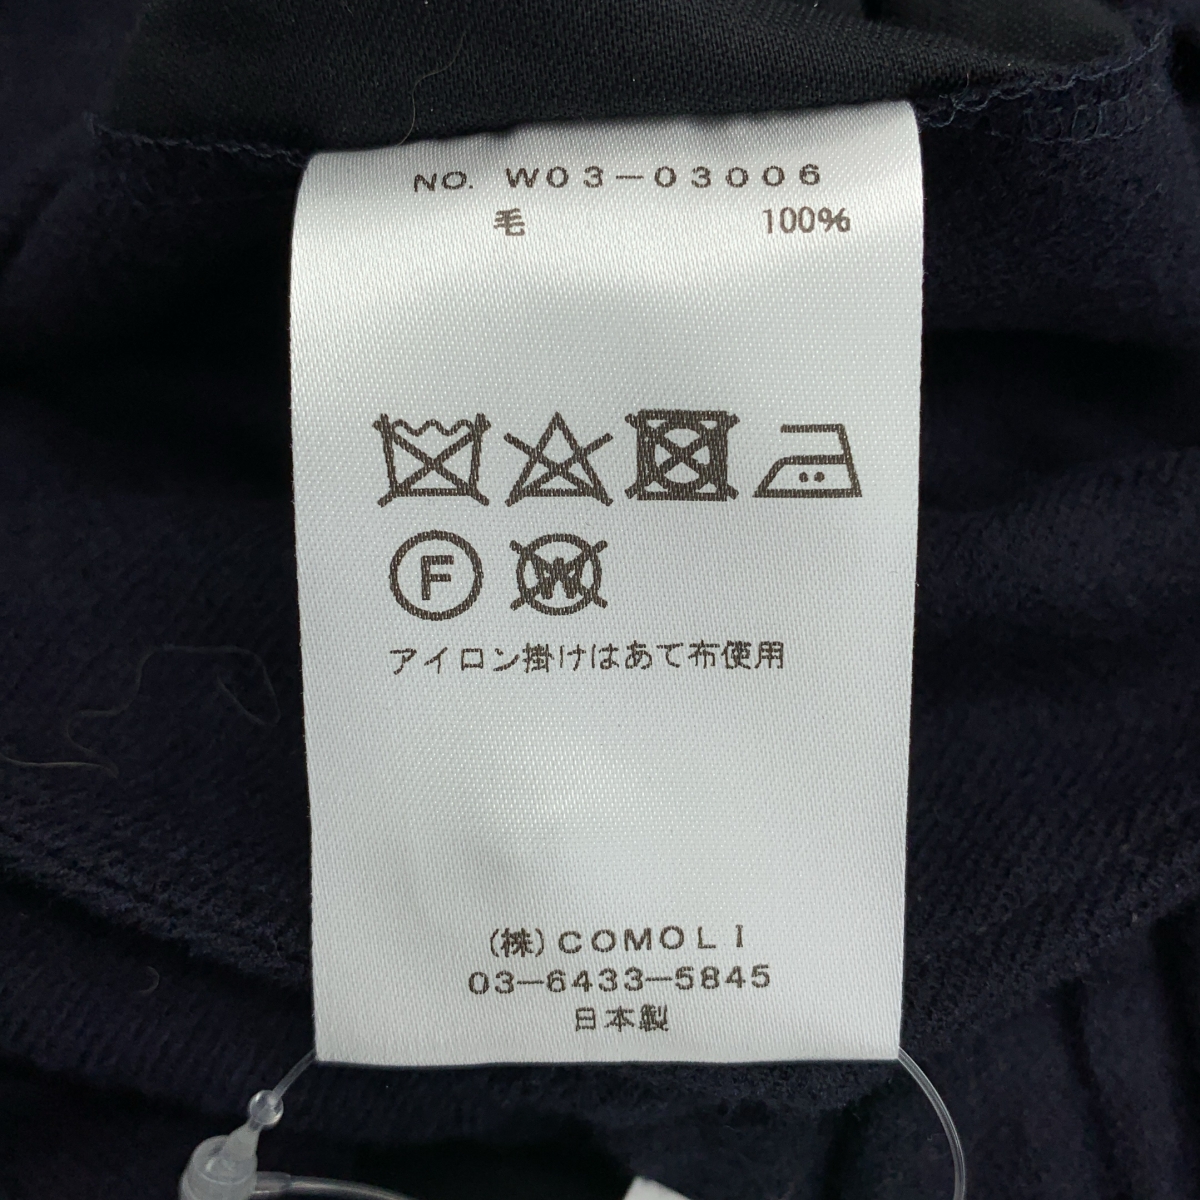 NO. W03-03006
毛 100%
F W
アイロン掛けはあて布使用
(株)COMOLI
03-6433-5845
日本製